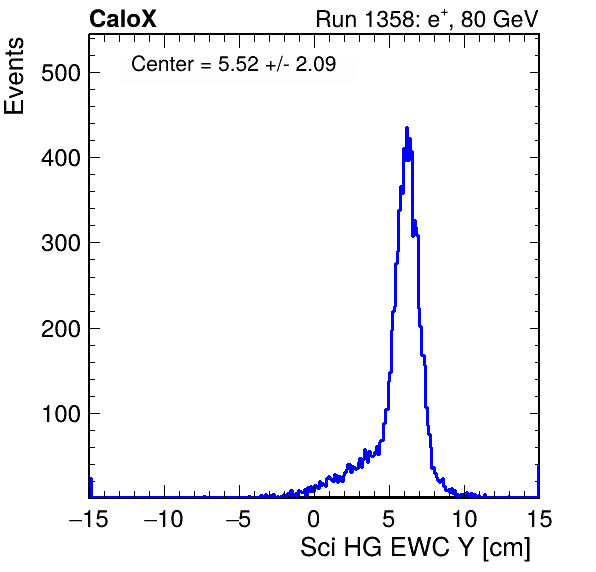 CaloX Run 1358: e⁺, 80 GeV
Center = 5.52 +/- 2.09
Events
500
400
300
200
100
−15 −10 −5 0 5 10 15
Sci HG EWC Y [cm]